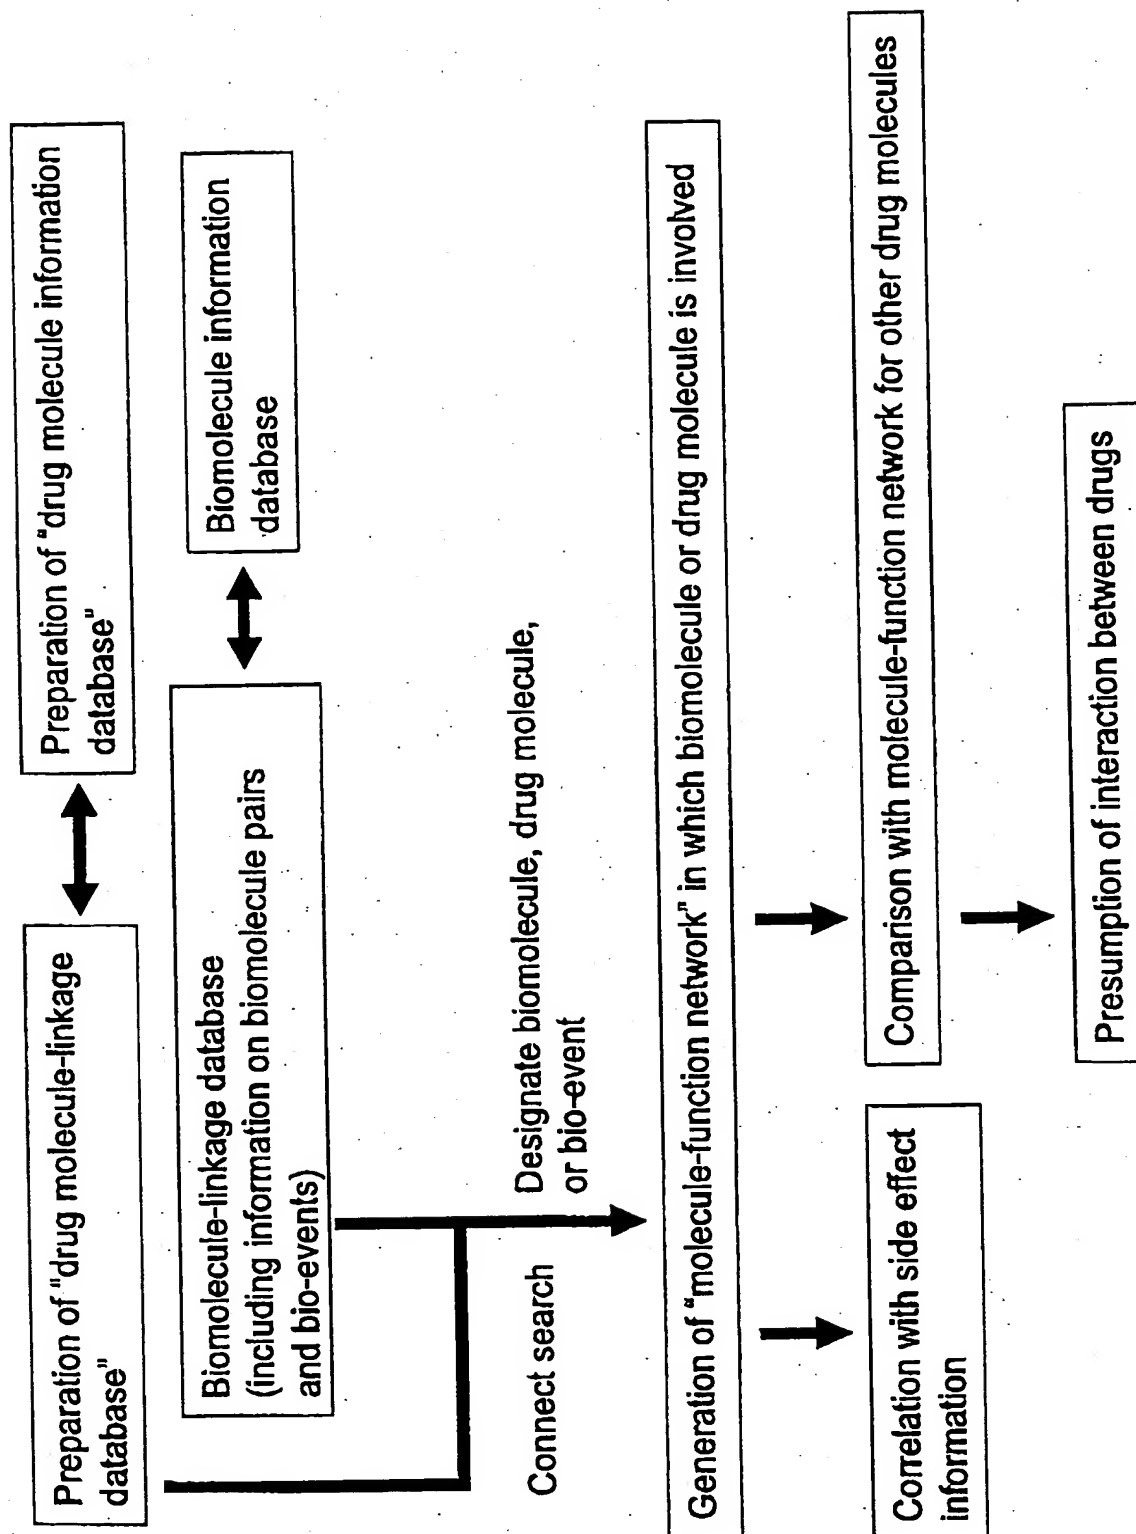 Preparation of "drug molecule-linkage
database"
Preparation of "drug molecule information
database"
Biomolecule-linkage database
(including information on biomolecule pairs
and bio-events)
Biomolecule information
database
Connect search
Designate biomolecule, drug molecule,
or bio-event
Generation of "molecule-function network" in which biomolecule or drug molecule is involved
Correlation with side effect
information
Comparison with molecule-function network for other drug molecules
Presumption of interaction between drugs